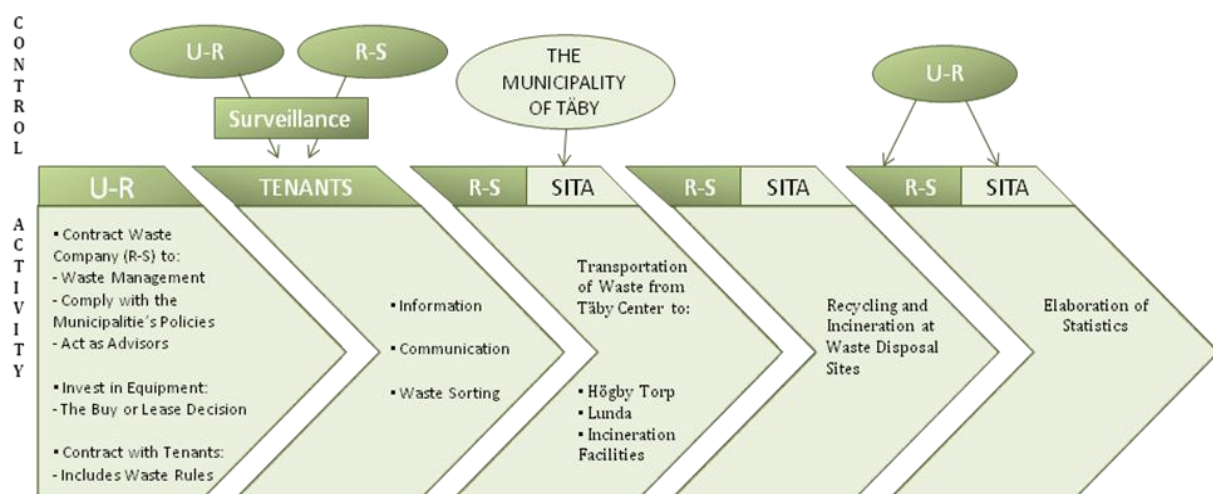 CONTROL
U-R
R-S
Surveillance
THE
MUNICIPALITY
OF TÄBY
U-R
ACTIVITY
U-R
TENANTS
R-S
SITA
R-S
SITA
R-S
SITA
▪ Contract Waste
Company (R-S) to:
- Waste Management
- Comply with the
Municipalitie's Policies
- Act as Advisors
▪ Invest in Equipment:
- The Buy or Lease Decision
▪ Contract with Tenants:
- Includes Waste Rules
▪ Information
▪ Communication
▪ Waste Sorting
Transportation
of Waste from
Täby Center to:
▪ Högby Torp
▪ Lunda
▪ Incineration
Facilities
Recycling and
Incineration at
Waste Disposal
Sites
Elaboration of
Statistics